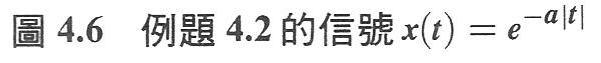 圖 4.6　例題 4.2 的信號 x(t) = e^{-a|t|}